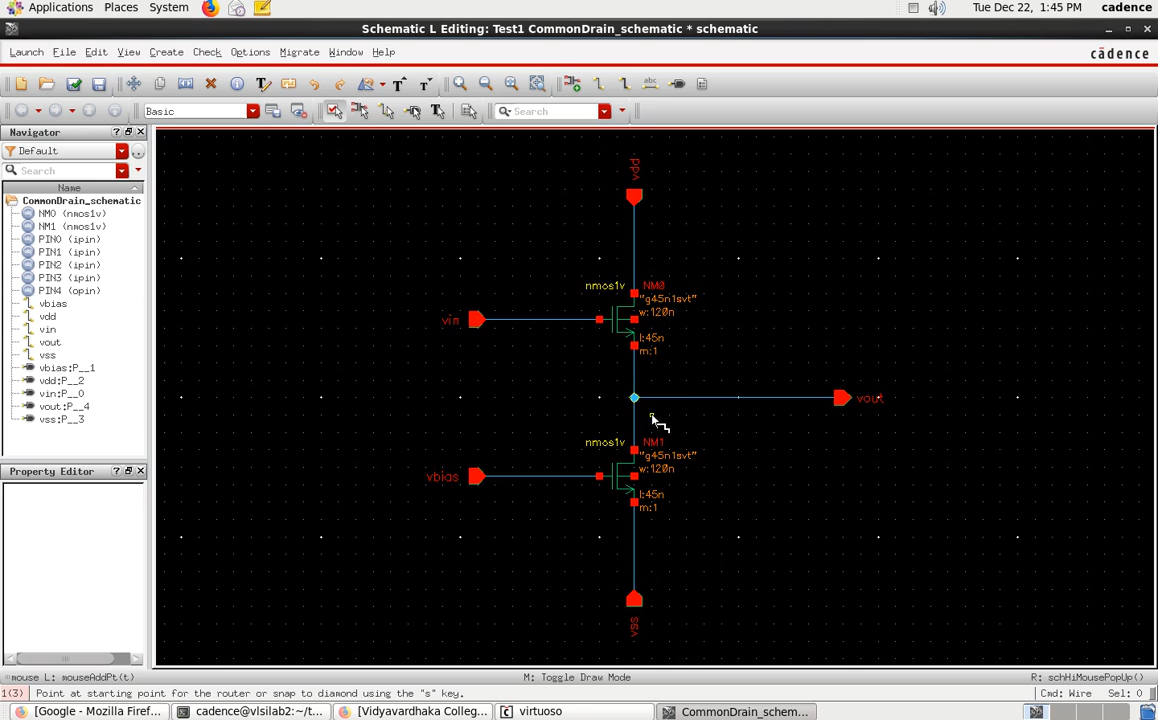 Applications Places System Tue Dec 22, 1:45 PM cadence
Schematic L Editing: Test1 CommonDrain_schematic * schematic
Launch File Edit View Create Check Options Migrate Window Help cādence
Basic Search
Navigator
Default
Search
Name
CommonDrain_schematic
NM0 (nmos1v)
NM1 (nmos1v)
PIN0 (ipin)
PIN1 (ipin)
PIN2 (ipin)
PIN3 (ipin)
PIN4 (opin)
vbias
vdd
vin
vout
vss
vbias:P__1
vdd:P__2
vin:P__0
vout:P__4
vss:P__3
Property Editor
vdd
nmos1v NM0
"g45n1svt"
w:120n
vin
l:45n
m:1
vout
nmos1v NM1
"g45n1svt"
w:120n
vbias
l:45n
m:1
vss
mouse L: mouseAddPt(t) M: Toggle Draw Mode R: schHiMousePopUp()
1(3) Point at starting point for the router or snap to diamond using the "s" key. Cmd: Wire Sel: 0
[Google - Mozilla Firef... cadence@vlsilab2:~/t... [Vidyavardhaka Colleg... virtuoso CommonDrain_schem...